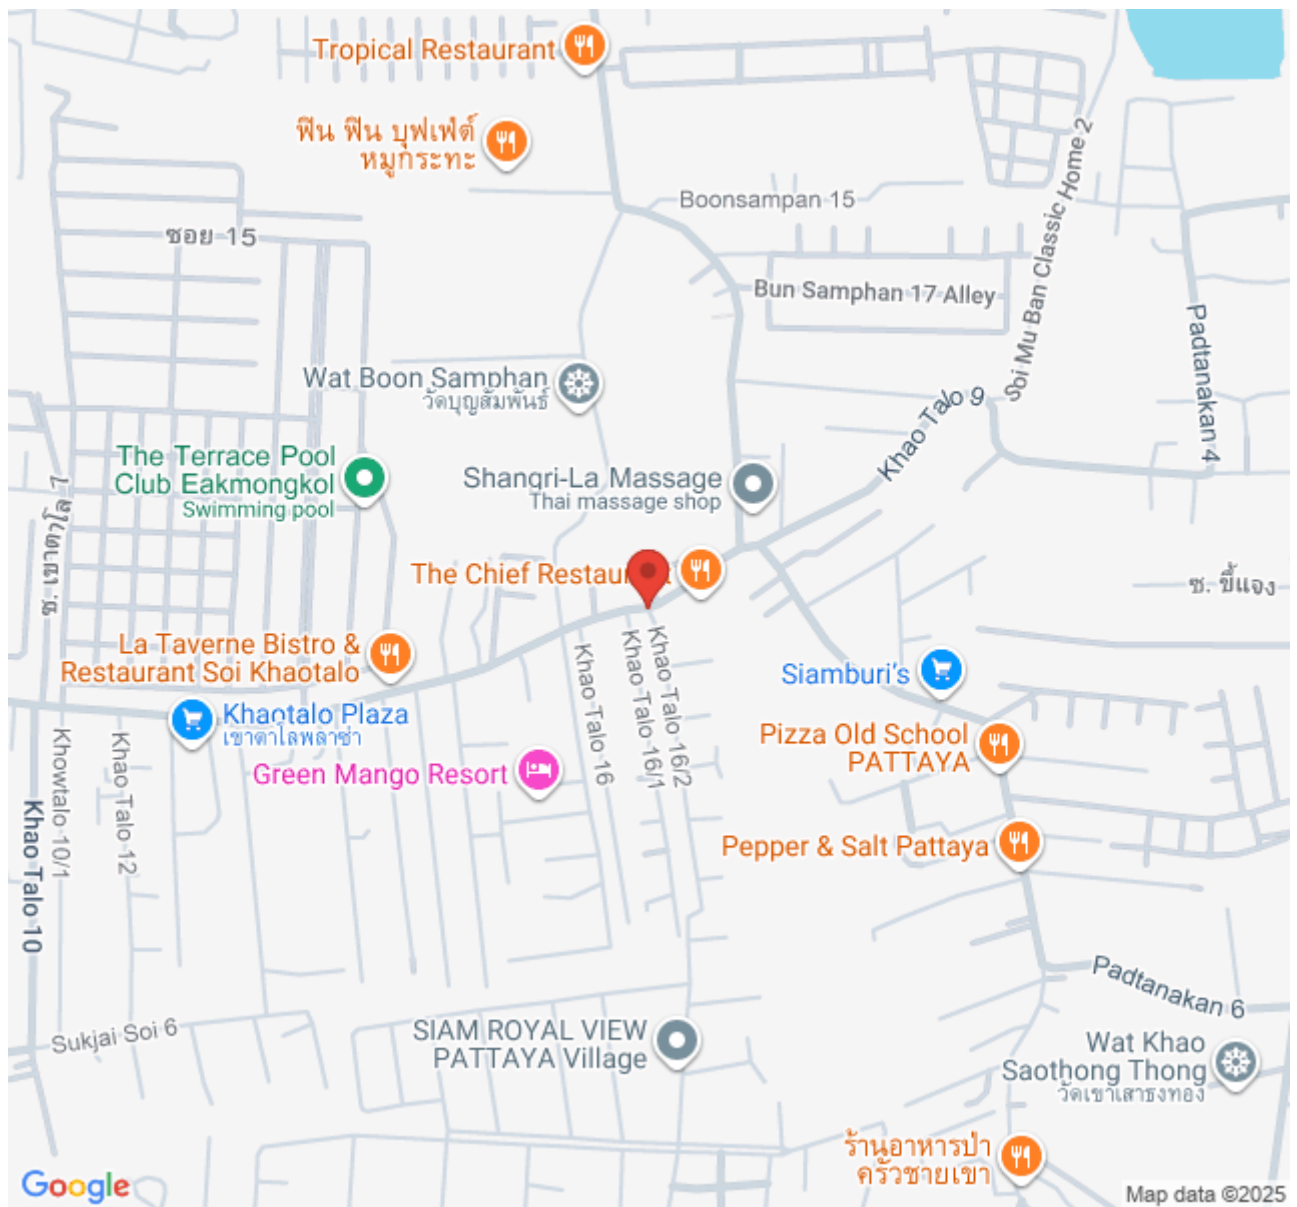 Tropical Restaurant
ฟิน ฟิน บุฟเฟ่ต์
หมูกระทะ
Boonsampan 15
Soi Mu Ban Classic Home 2
ซอย 15
Bun Samphan 17 Alley
Padtanakan 4
Wat Boon Samphan
วัดบุญสัมพันธ์
Khao Talo 9
The Terrace Pool
Club Eakmongkol
Swimming pool
Shangri-La Massage
Thai massage shop
ซ. เขาตาโล 7
The Chief Restaurant
ซ. ขี้แจง
La Taverne Bistro &
Restaurant Soi Khaotalo
Siamburi's
Khaotalo Plaza
เขาตาโลพลาซ่า
Khao Talo 16
Khao Talo 16/1
Khao Talo 16/2
Pizza Old School
PATTAYA
Green Mango Resort
Khao Talo 10
Khowtalo 10/1
Khao Talo 12
Pepper & Salt Pattaya
Padtanakan 6
Sukjai Soi 6
SIAM ROYAL VIEW
PATTAYA Village
Wat Khao
Saothong Thong
วัดเขาเสาธงทอง
ร้านอาหารป่า
ครัวชายเขา
Google
Map data ©2025